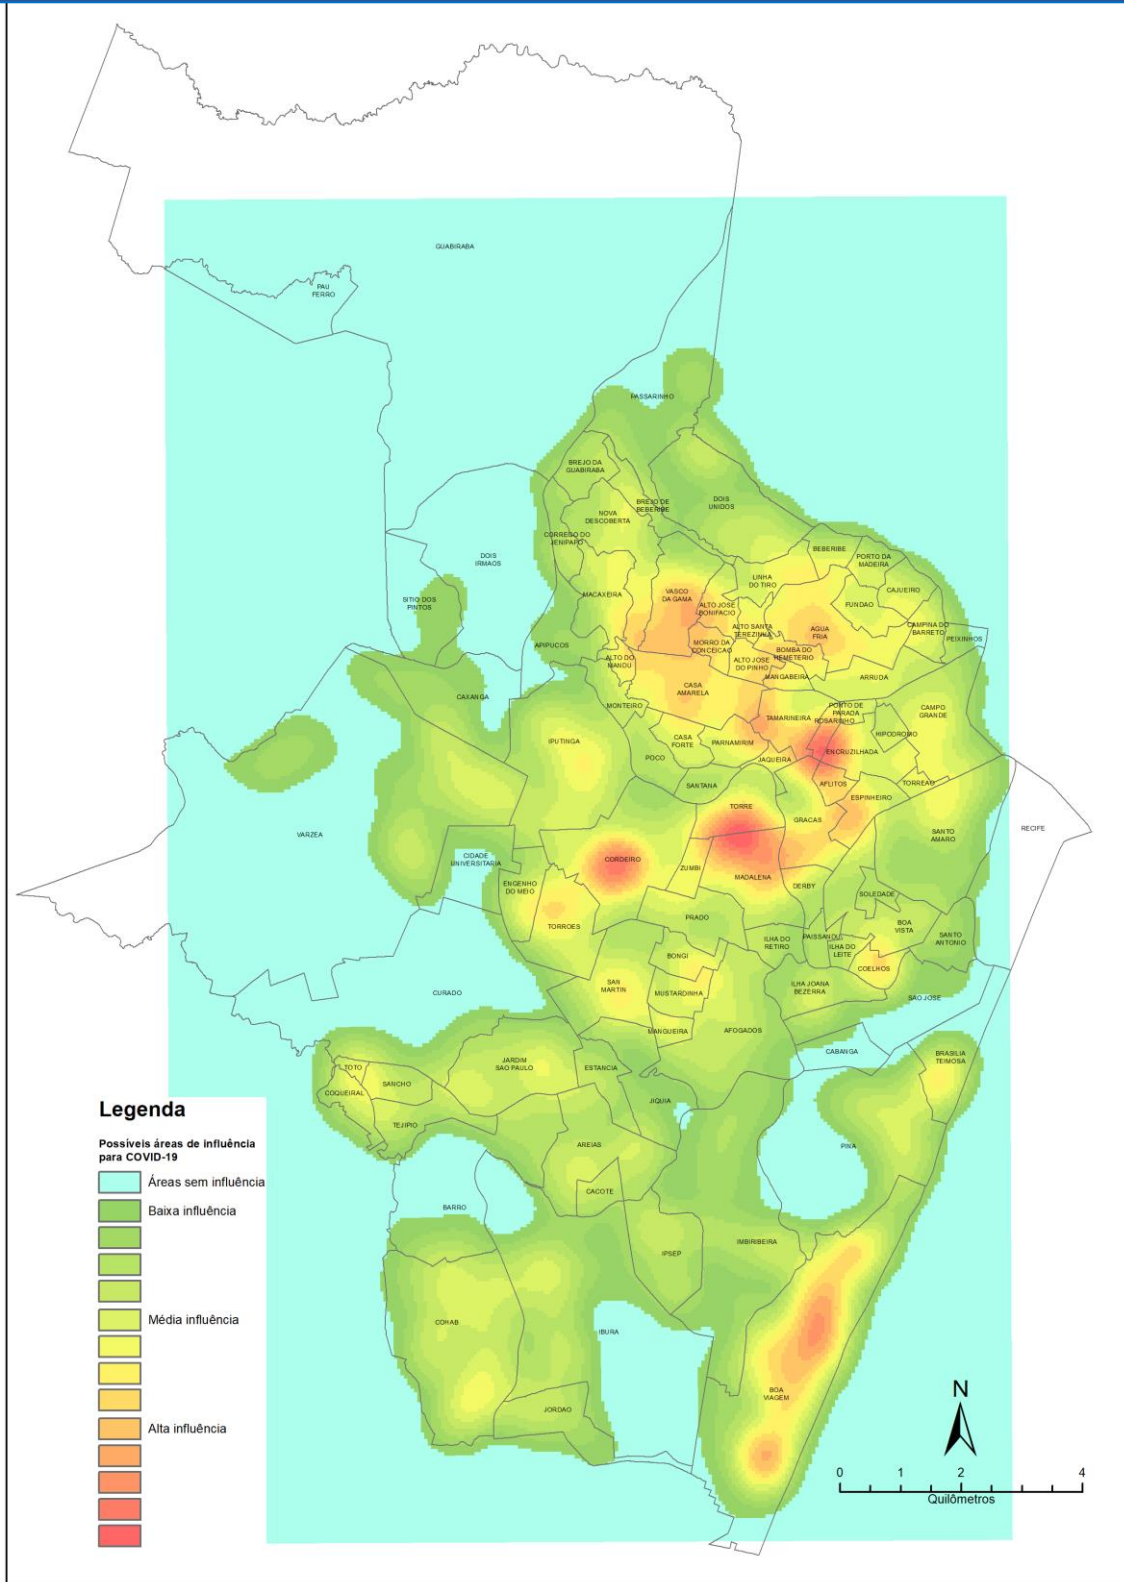 GUABIRABA
PAU
FERRO
PASSARINHO
BREJO DA
GUABIRABA
BREJO DE
BEBERIBE
DOIS
UNIDOS
NOVA
DESCOBERTA
CORREGO DO
JENIPAPO
DOIS
IRMAOS
BEBERIBE
PORTO DA
MADEIRA
LINHA
DO TIRO
CAJUEIRO
SITIO DOS
PINTOS
MACAXEIRA
VASCO
DA GAMA
ALTO JOSE
BONIFACIO
FUNDAO
ALTO SANTA
TEREZINHA
AGUA
FRIA
CAMPINA DO
BARRETO
PEIXINHOS
APIPUCOS
MORRO DA
CONCEICAO
BOMBA DO
HEMETERIO
ALTO DO
MANDU
ALTO JOSE
DO PINHO
MANGABEIRA
ARRUDA
CAXANGA
CASA
AMARELA
MONTEIRO
TAMARINEIRA
PONTO DE
PARADA
ROSARINHO
CAMPO
GRANDE
HIPODROMO
IPUTINGA
CASA
FORTE
PARNAMIRIM
ENCRUZILHADA
POCO
JAQUEIRA
SANTANA
AFLITOS
TORREAO
ESPINHEIRO
TORRE
GRACAS
RECIFE
VARZEA
SANTO
AMARO
CIDADE
UNIVERSITARIA
CORDEIRO
ZUMBI
MADALENA
DERBY
ENGENHO
DO MEIO
SOLEDADE
TORROES
PRADO
BOA
VISTA
SANTO
ANTONIO
ILHA DO
RETIRO
PAISSANDU
ILHA DO
LEITE
BONGI
COELHOS
SAN
MARTIN
MUSTARDINHA
ILHA JOANA
BEZERRA
CURADO
SAO JOSE
MANGUEIRA
AFOGADOS
CABANGA
BRASILIA
TEIMOSA
TOTO
JARDIM
SAO PAULO
ESTANCIA
COQUEIRAL
SANCHO
JIQUIA
TEJIPIO
AREIAS
PINA
CACOTE
BARRO
IPSEP
IMBIRIBEIRA
COHAB
IBURA
BOA
VIAGEM
JORDAO
Legenda
Possíveis áreas de influência
para COVID-19
Áreas sem influência
Baixa influência
Média influência
Alta influência
N
0 1 2 4
Quilômetros